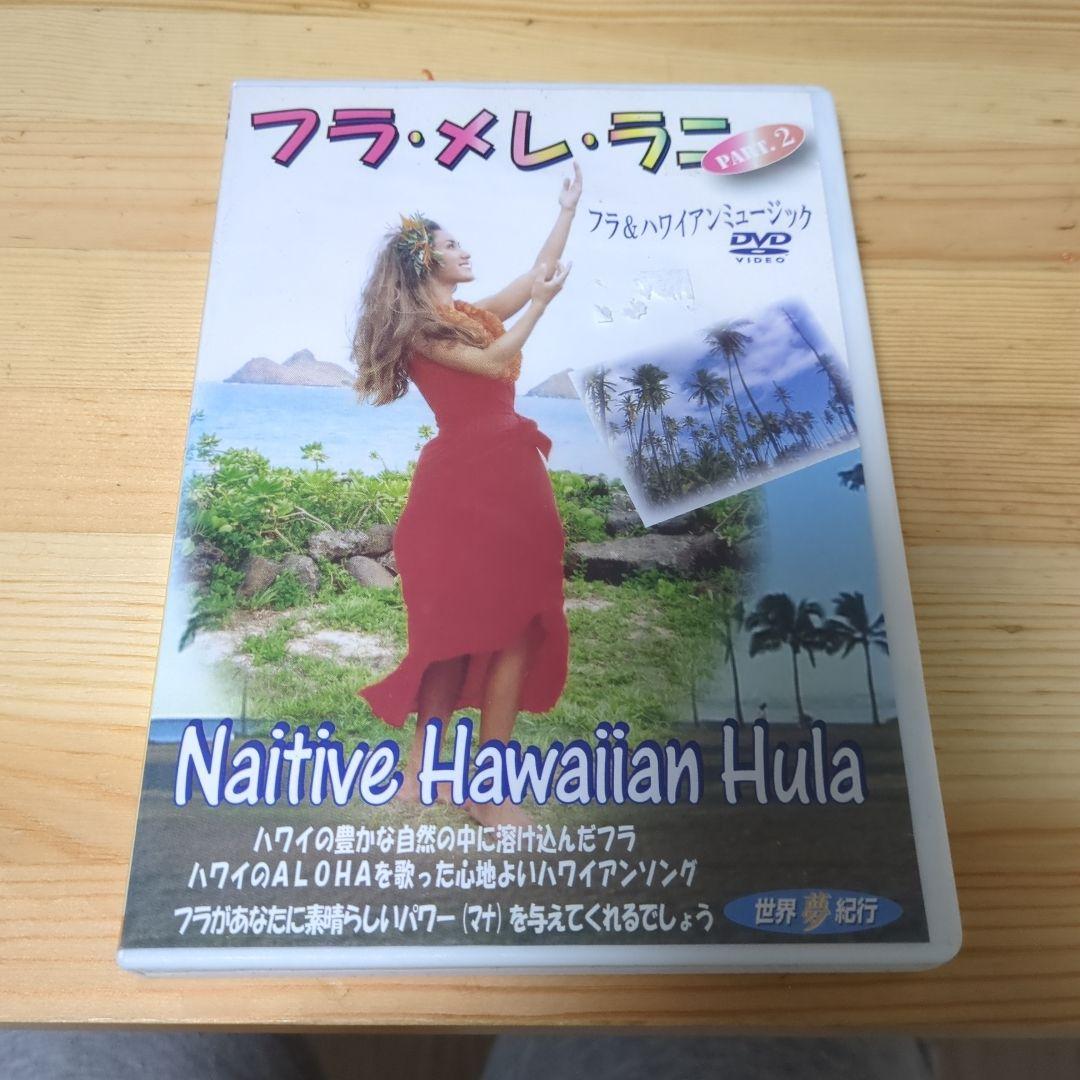 フラ・メレ・ラニ
PART.2
フラ&ハワイアンミュージック
DVD
VIDEO
Naitive Hawaiian Hula
ハワイの豊かな自然の中に溶け込んだフラ
ハワイのALOHAを歌った心地よいハワイアンソング
フラがあなたに素晴らしいパワー(マナ)を与えてくれるでしょう
世界夢紀行